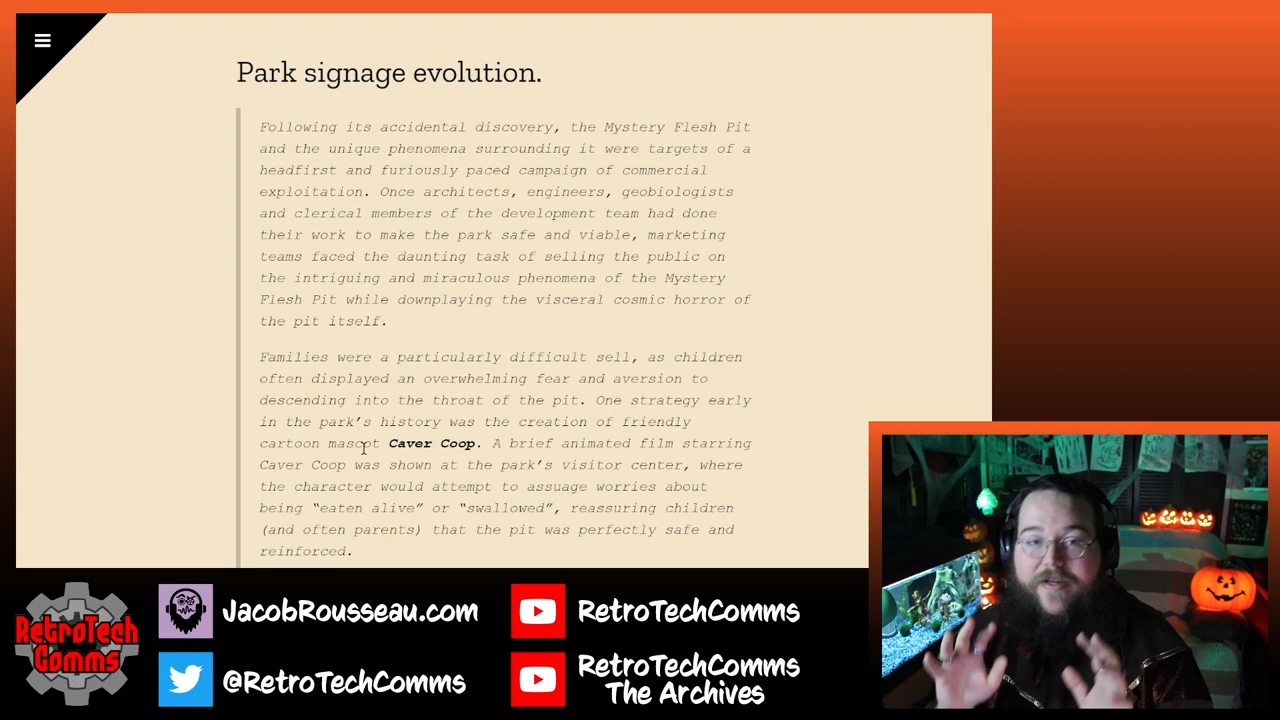 Park signage evolution.
Following its accidental discovery, the Mystery Flesh Pit
and the unique phenomena surrounding it were targets of a
headfirst and furiously paced campaign of commercial
exploitation. Once architects, engineers, geobiologists
and clerical members of the development team had done
their work to make the park safe and viable, marketing
teams faced the daunting task of selling the public on
the intriguing and miraculous phenomena of the Mystery
Flesh Pit while downplaying the visceral cosmic horror of
the pit itself.
Families were a particularly difficult sell, as children
often displayed an overwhelming fear and aversion to
descending into the throat of the pit. One strategy early
in the park's history was the creation of friendly
cartoon mascot Caver Coop. A brief animated film starring
Caver Coop was shown at the park's visitor center, where
the character would attempt to assuage worries about
being “eaten alive” or “swallowed”, reassuring children
(and often parents) that the pit was perfectly safe and
reinforced.
RetroTech
Comms
JacobRousseau.com
@RetroTechComms
RetroTechComms
RetroTechComms
The Archives